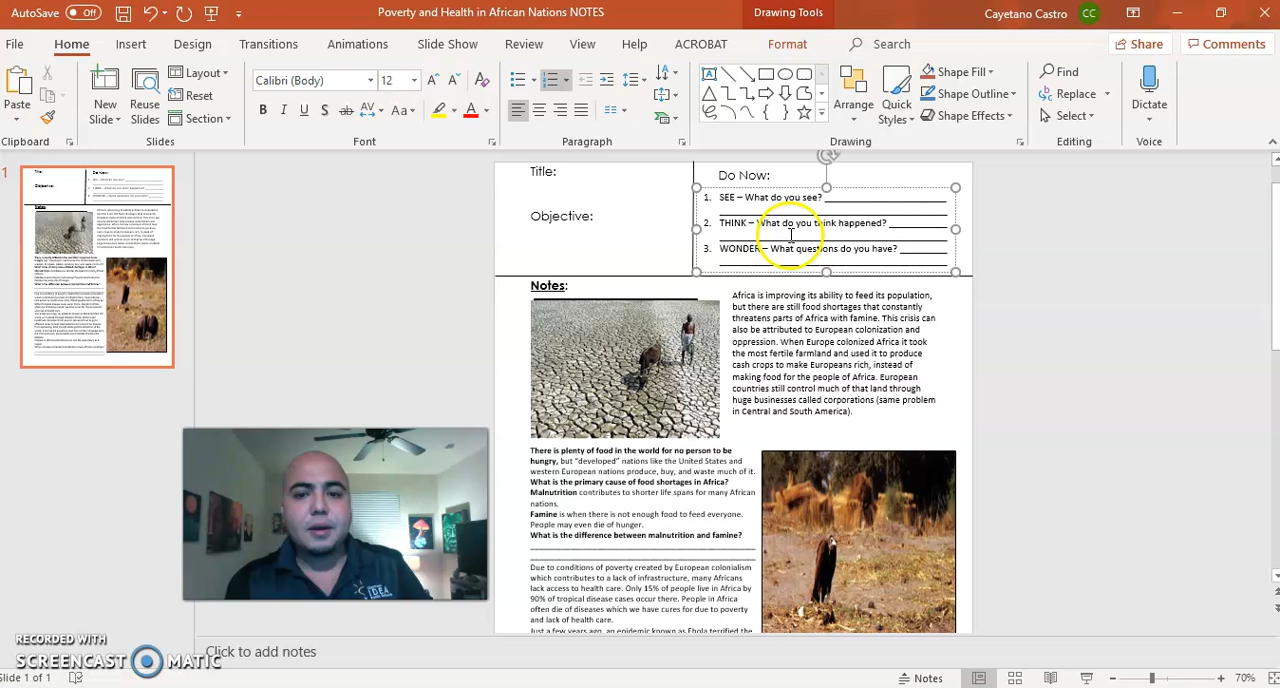 AutoSave Off
Poverty and Health in African Nations NOTES
Drawing Tools
Cayetano Castro CC
File Home Insert Design Transitions Animations Slide Show Review View Help ACROBAT Format Search Share Comments
Paste
New Slide
Reuse Slides
Layout
Reset
Section
Calibri (Body) 12
B I U S ab AV Aa A
Arrange
Quick Styles
Shape Fill
Shape Outline
Shape Effects
Find
Replace
Select
Dictate
Clipboard Slides Font Paragraph Drawing Editing Voice
1
Title:
Objective:
Do Now:
1. SEE – What do you see?
2. THINK – What do you think happened?
3. WONDER – What questions do you have?
Notes:
Africa is improving its ability to feed its population,
but there are still food shortages that constantly
threatens parts of Africa with famine. This crisis can
also be attributed to European colonization and
oppression. When Europe colonized Africa it took
the most fertile farmland and used it to produce
cash crops to make Europeans rich, instead of
making food for the people of Africa. European
countries still control much of that land through
huge businesses called corporations (same problem
in Central and South America).
There is plenty of food in the world for no person to be
hungry, but "developed" nations like the United States and
western European nations produce, buy, and waste much of it.
What is the primary cause of food shortages in Africa?
Malnutrition contributes to shorter life spans for many African
nations.
Famine is when there is not enough food to feed everyone.
People may even die of hunger.
What is the difference between malnutrition and famine?
Due to conditions of poverty created by European colonialism
which contributes to a lack of infrastructure, many Africans
lack access to health care. Only 15% of people live in Africa by
90% of tropical disease cases occur there. People in Africa
often die of diseases which we have cures for due to poverty
and lack of health care.
Just a few years ago, an epidemic known as Ebola terrified the
IDEA
RECORDED WITH
SCREENCAST MATIC
Click to add notes
Slide 1 of 1
Notes
70%